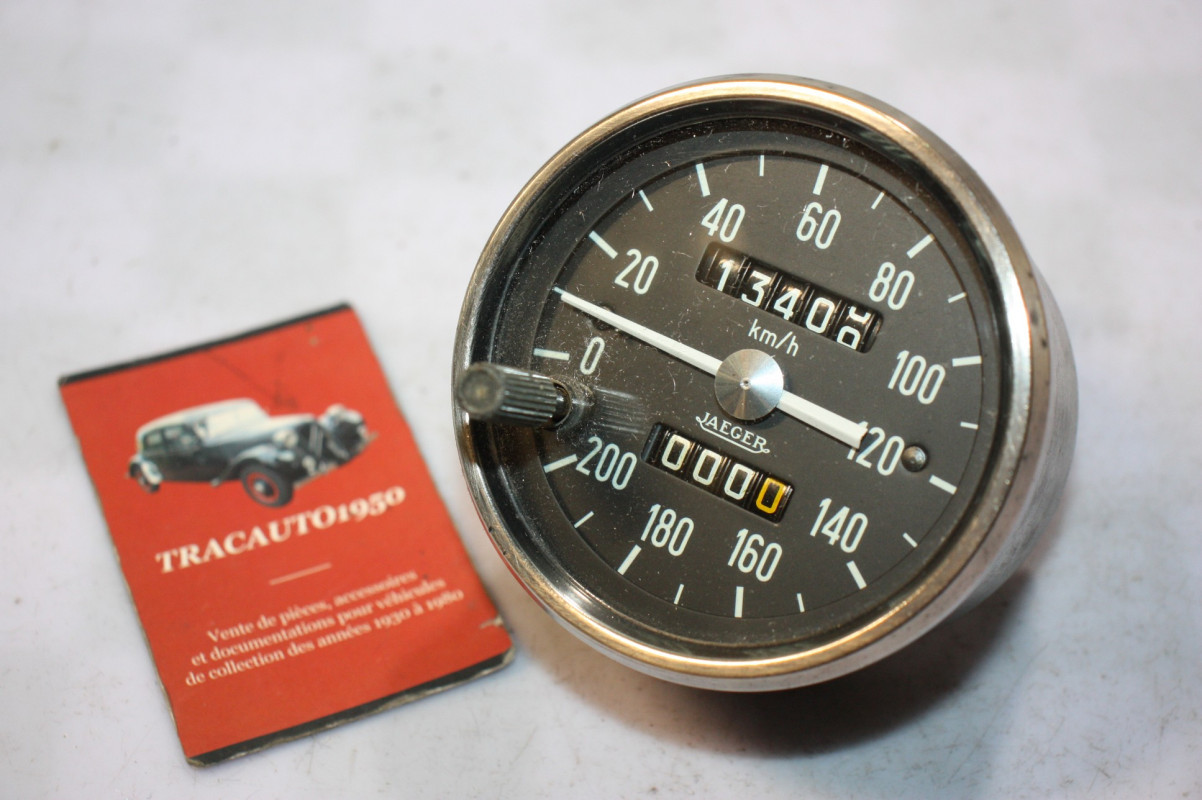 TRACAUTO1950
Vente de pièces, accessoires
et documentations pour véhicules
de collection des années 1930 à 1980
0
20
40
60
80
100
120
140
160
180
200
1340
km/h
JAEGER
0000